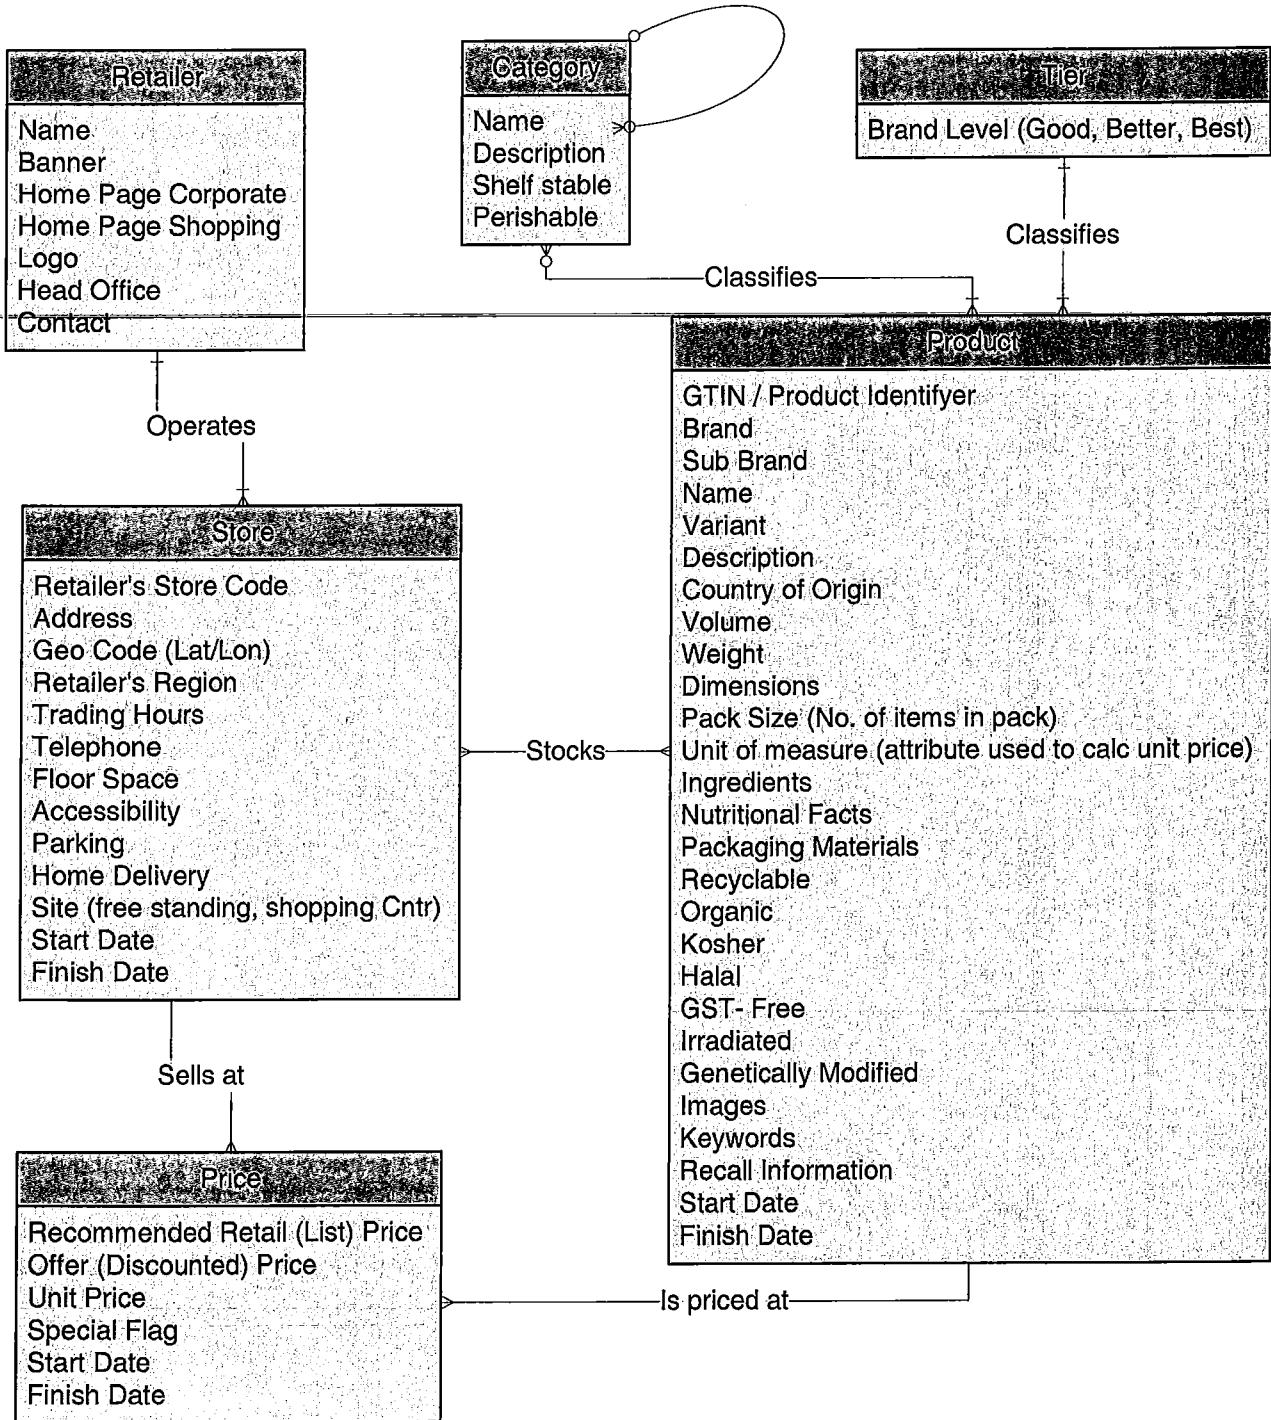 Retailer
Name
Banner
Home Page Corporate
Home Page Shopping
Logo
Head Office
Contact
Category
Name
Description
Shelf stable
Perishable
Tier
Brand Level (Good, Better, Best)
Classifies
Classifies
Operates
Store
Retailer's Store Code
Address
Geo Code (Lat/Lon)
Retailer's Region
Trading Hours
Telephone
Floor Space
Accessibility
Parking
Home Delivery
Site (free standing, shopping Cntr)
Start Date
Finish Date
Stocks
Product
GTIN / Product Identifyer
Brand
Sub Brand
Name
Variant
Description
Country of Origin
Volume
Weight
Dimensions
Pack Size (No. of items in pack)
Unit of measure (attribute used to calc unit price)
Ingredients
Nutritional Facts
Packaging Materials
Recyclable
Organic
Kosher
Halal
GST- Free
Irradiated
Genetically Modified
Images
Keywords
Recall Information
Start Date
Finish Date
Sells at
Price
Recommended Retail (List) Price
Offer (Discounted) Price
Unit Price
Special Flag
Start Date
Finish Date
Is priced at